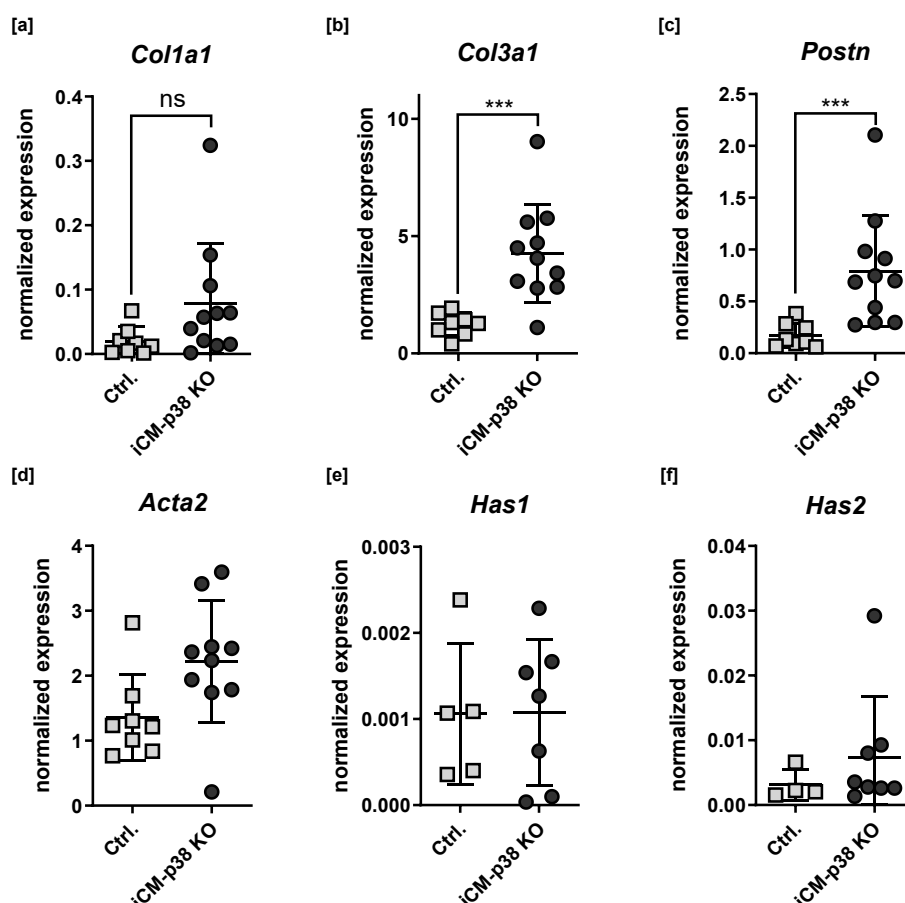 [a]
Col1a1
ns
normalized expression
0.4
0.3
0.2
0.1
0.0
Ctrl.
iCM-p38 KO
[b]
Col3a1
***
normalized expression
10
5
0
Ctrl.
iCM-p38 KO
[c]
Postn
***
normalized expression
2.5
2.0
1.5
1.0
0.5
0.0
Ctrl.
iCM-p38 KO
[d]
Acta2
normalized expression
4
3
2
1
0
Ctrl.
iCM-p38 KO
[e]
Has1
normalized expression
0.003
0.002
0.001
0.000
Ctrl.
iCM-p38 KO
[f]
Has2
normalized expression
0.04
0.03
0.02
0.01
0.00
Ctrl.
iCM-p38 KO